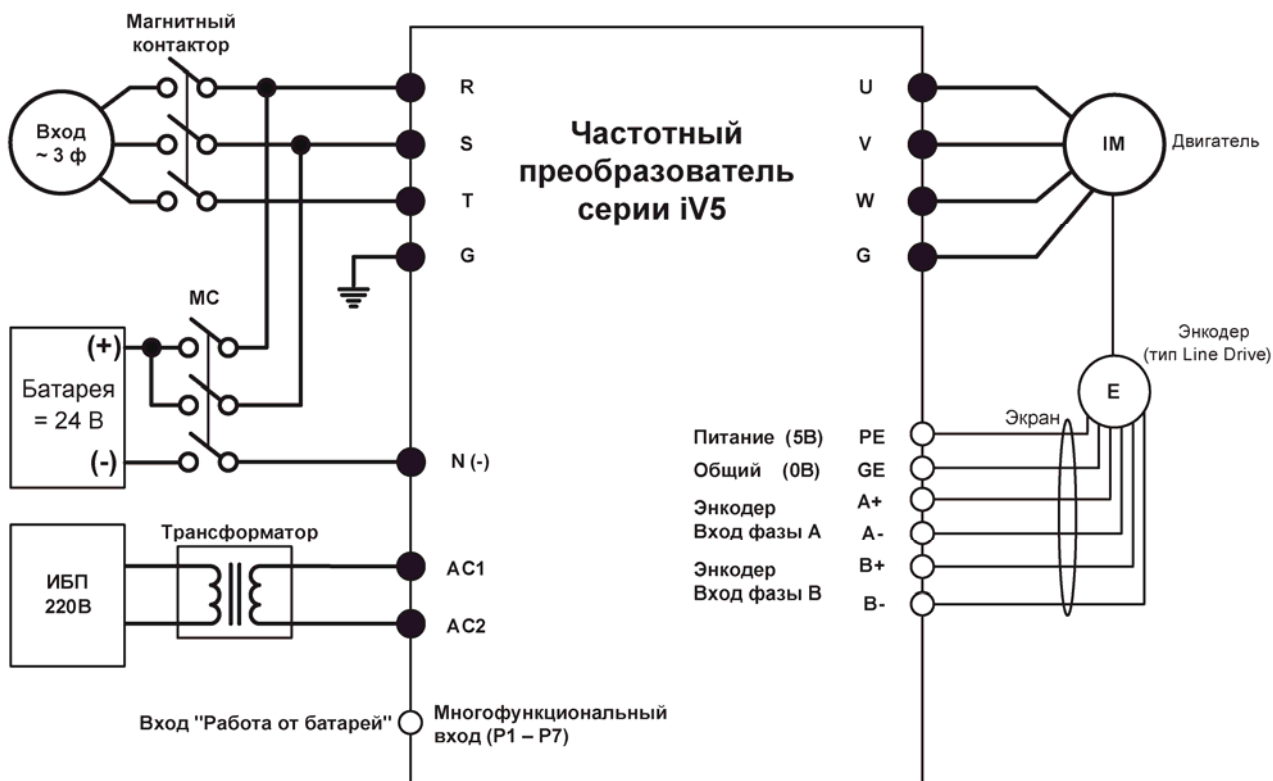 Магнитный
контактор
Вход
~ 3 ф
R
S
T
G
Частотный
преобразователь
серии iV5
U
V
W
G
IM
Двигатель
МС
(+)
Батарея
= 24 В
(-)
N (-)
Энкодер
(тип Line Drive)
E
Экран
Питание (5В) PE
Общий (0В) GE
Энкодер
Вход фазы А
A+
A-
Энкодер
Вход фазы В
B+
B-
Трансформатор
ИБП
220В
AC1
AC2
Вход "Работа от батарей"
Многофункциональный
вход (P1 – P7)